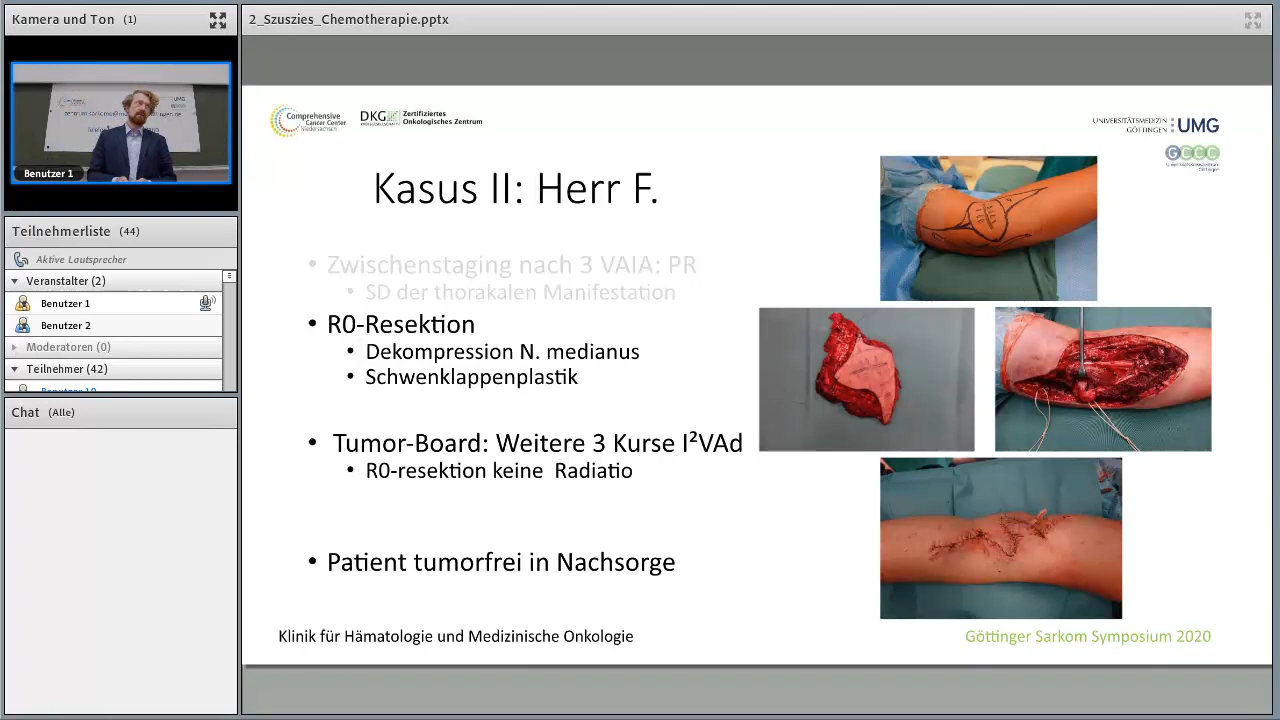 Kamera und Ton (1)
2_Szuszies_Chemotherapie.pptx
Benutzer 1
Teilnehmerliste (44)
Aktive Lautsprecher
Veranstalter (2)
Benutzer 1
Benutzer 2
Moderatoren (0)
Teilnehmer (42)
Chat (Alle)
Comprehensive
Cancer Center
Niedersachsen
DKG
Zertifiziertes
Onkologisches Zentrum
UNIVERSITÄTSMEDIZIN
GÖTTINGEN
UMG
GCCC
Kasus II: Herr F.
• Zwischenstaging nach 3 VAIA: PR
• SD der thorakalen Manifestation
• R0-Resektion
• Dekompression N. medianus
• Schwenklappenplastik
• Tumor-Board: Weitere 3 Kurse I²VAd
• R0-resektion keine Radiatio
• Patient tumorfrei in Nachsorge
Klinik für Hämatologie und Medizinische Onkologie
Göttinger Sarkom Symposium 2020